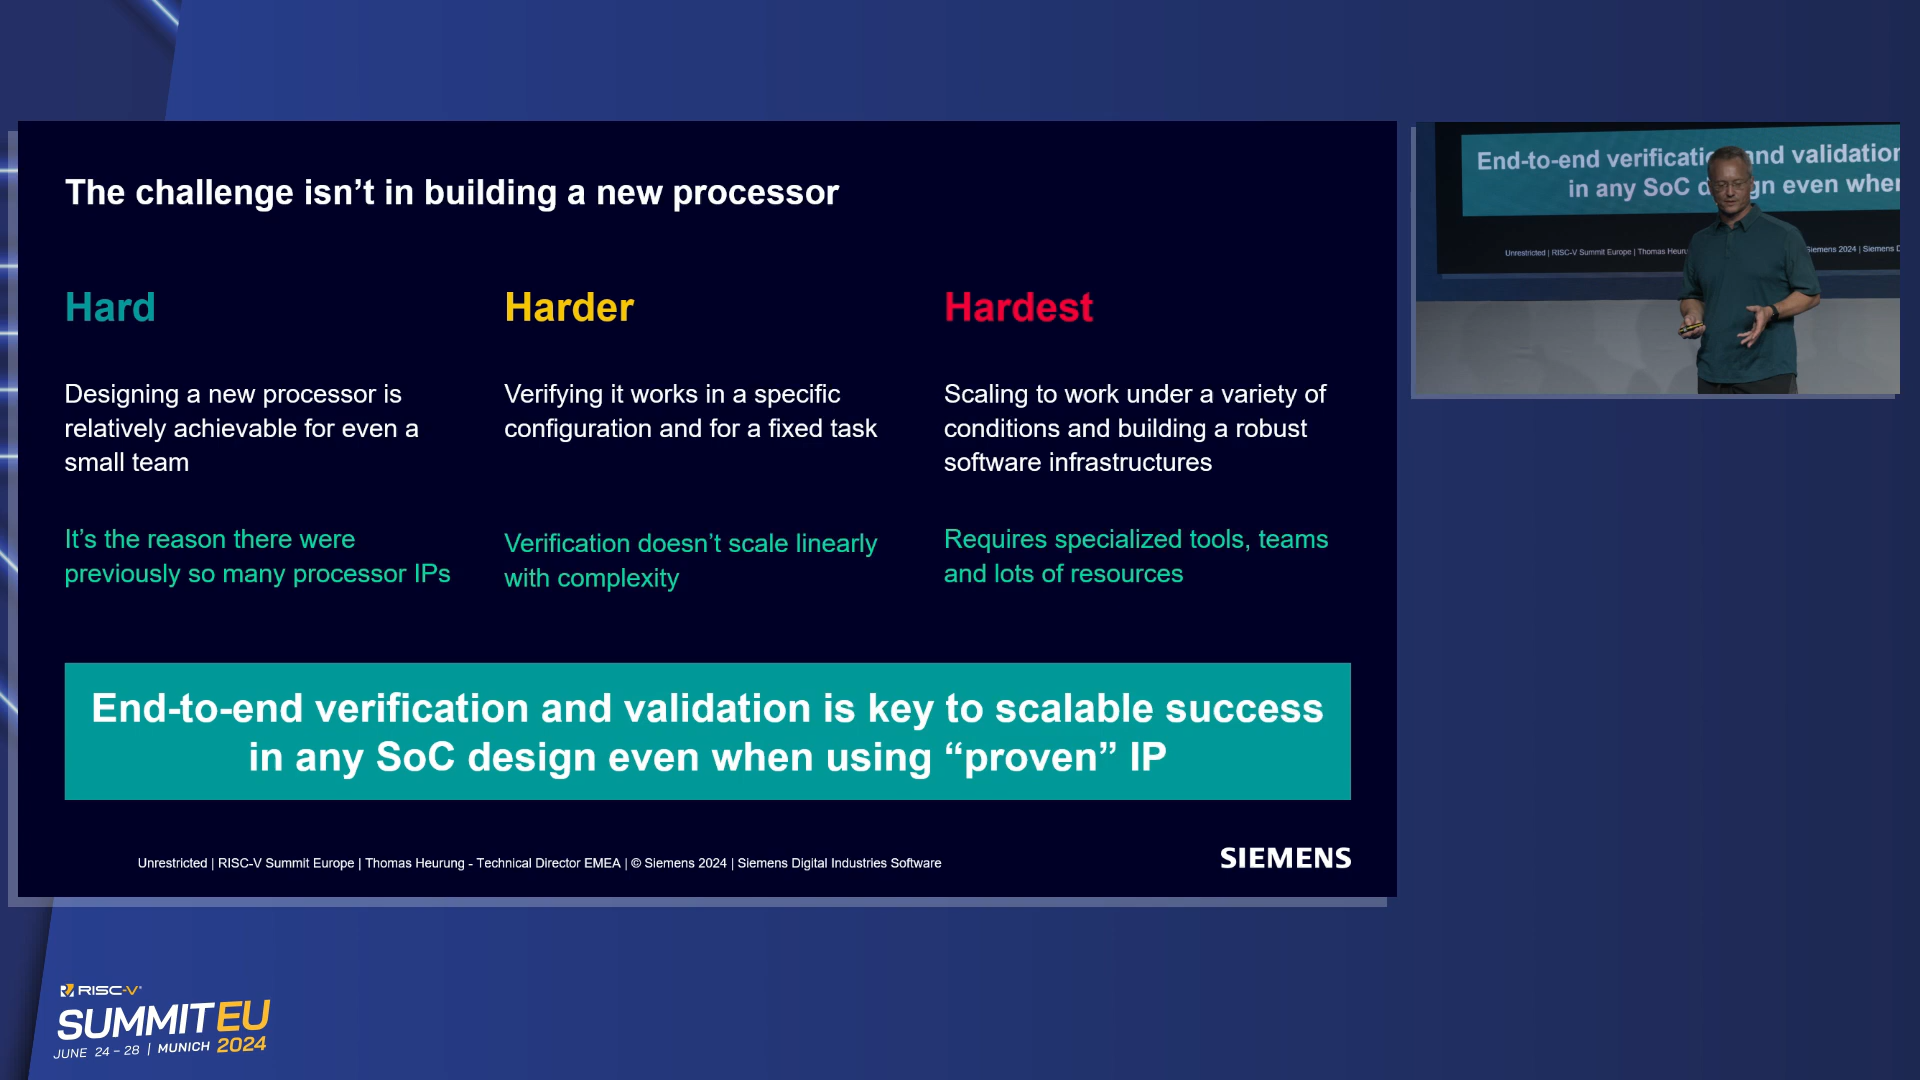 The challenge isn’t in building a new processor
Hard
Designing a new processor is
relatively achievable for even a
small team
It’s the reason there were
previously so many processor IPs
Harder
Verifying it works in a specific
configuration and for a fixed task
Verification doesn’t scale linearly
with complexity
Hardest
Scaling to work under a variety of
conditions and building a robust
software infrastructures
Requires specialized tools, teams
and lots of resources
End-to-end verification and validation is key to scalable success
in any SoC design even when using “proven” IP
Unrestricted | RISC-V Summit Europe | Thomas Heurung - Technical Director EMEA | © Siemens 2024 | Siemens Digital Industries Software
SIEMENS
End-to-end and validation
in any SoC even
Unrestricted | RISC-V Summit Europe | Thomas Siemens 2024 | Siemens
RISC-V®
SUMMIT EU
JUNE 24 – 28 | MUNICH 2024